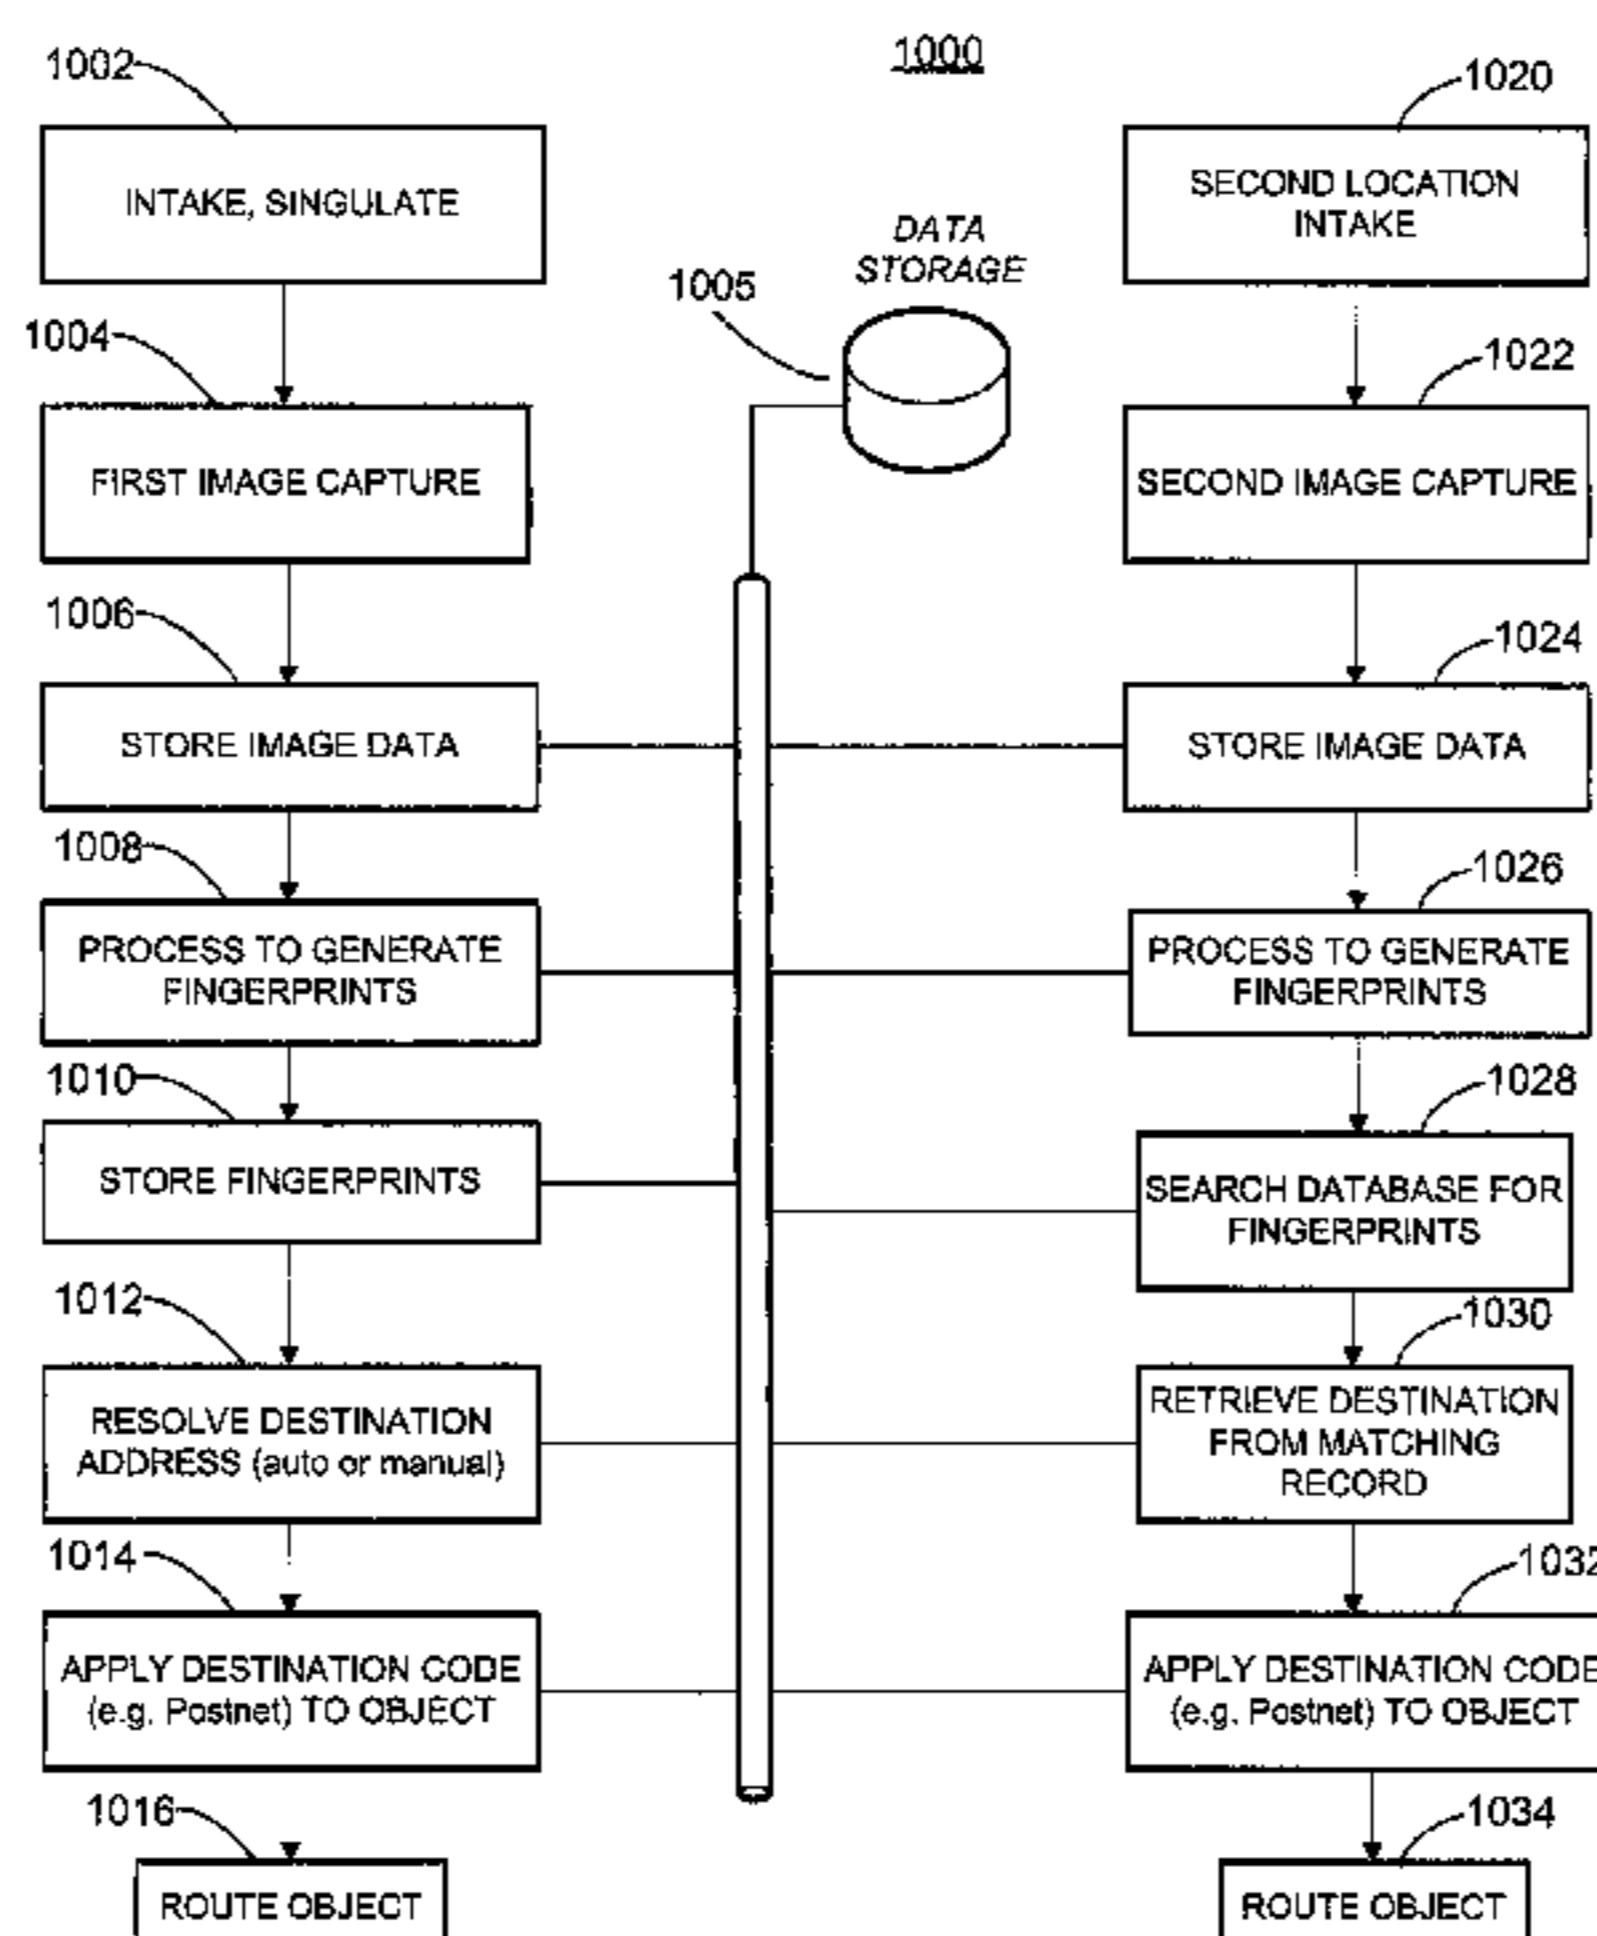 1000
1002
INTAKE, SINGULATE
1004
FIRST IMAGE CAPTURE
1006
STORE IMAGE DATA
1008
PROCESS TO GENERATE
FINGERPRINTS
1010
STORE FINGERPRINTS
1012
RESOLVE DESTINATION
ADDRESS (auto or manual)
1014
APPLY DESTINATION CODE
(e.g. Postnet) TO OBJECT
1016
ROUTE OBJECT
DATA
STORAGE
1005
1020
SECOND LOCATION
INTAKE
1022
SECOND IMAGE CAPTURE
1024
STORE IMAGE DATA
1026
PROCESS TO GENERATE
FINGERPRINTS
1028
SEARCH DATABASE FOR
FINGERPRINTS
1030
RETRIEVE DESTINATION
FROM MATCHING
RECORD
1032
APPLY DESTINATION CODE
(e.g. Postnet) TO OBJECT
1034
ROUTE OBJECT